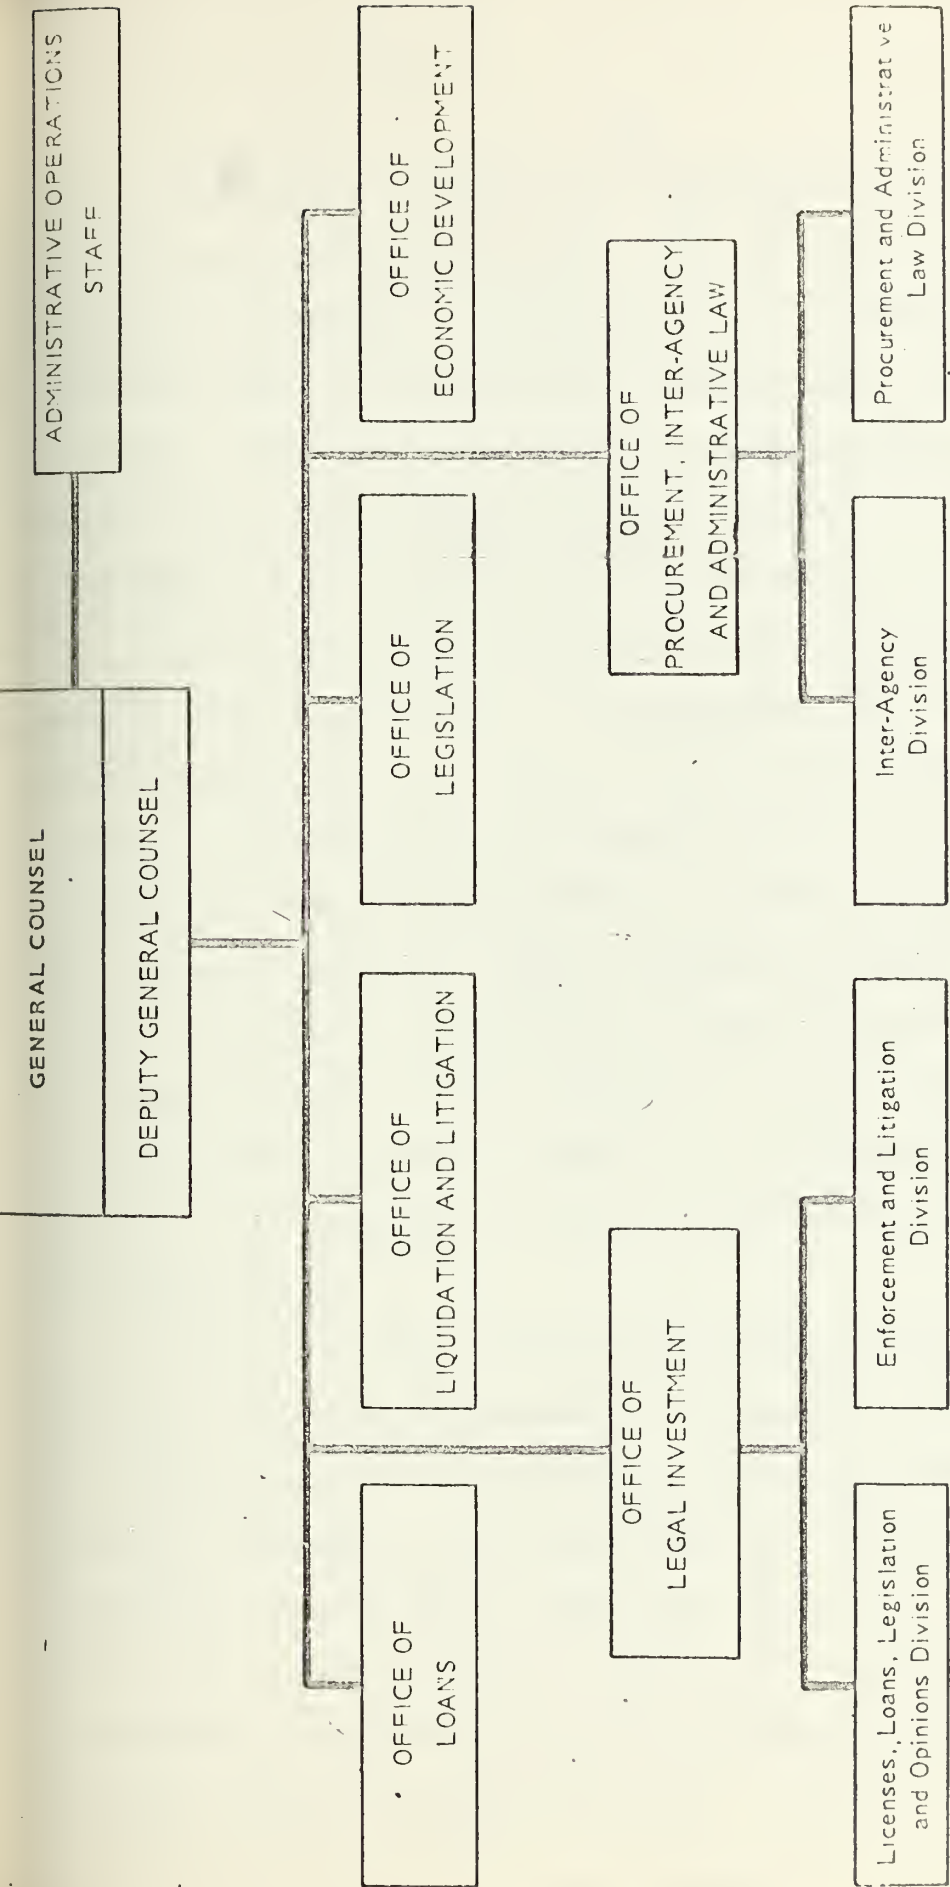 GENERAL COUNSEL
DEPUTY GENERAL COUNSEL
ADMINISTRATIVE OPERATIONS
STAFF
OFFICE OF
LOANS
OFFICE OF
LIQUIDATION AND LITIGATION
OFFICE OF
LEGISLATION
OFFICE OF
ECONOMIC DEVELOPMENT
OFFICE OF
LEGAL INVESTMENT
OFFICE OF
PROCUREMENT, INTER-AGENCY
AND ADMINISTRATIVE LAW
Licenses, Loans, Legislation
and Opinions Division
Enforcement and Litigation
Division
Inter-Agency
Division
Procurement and Administrative
Law Division